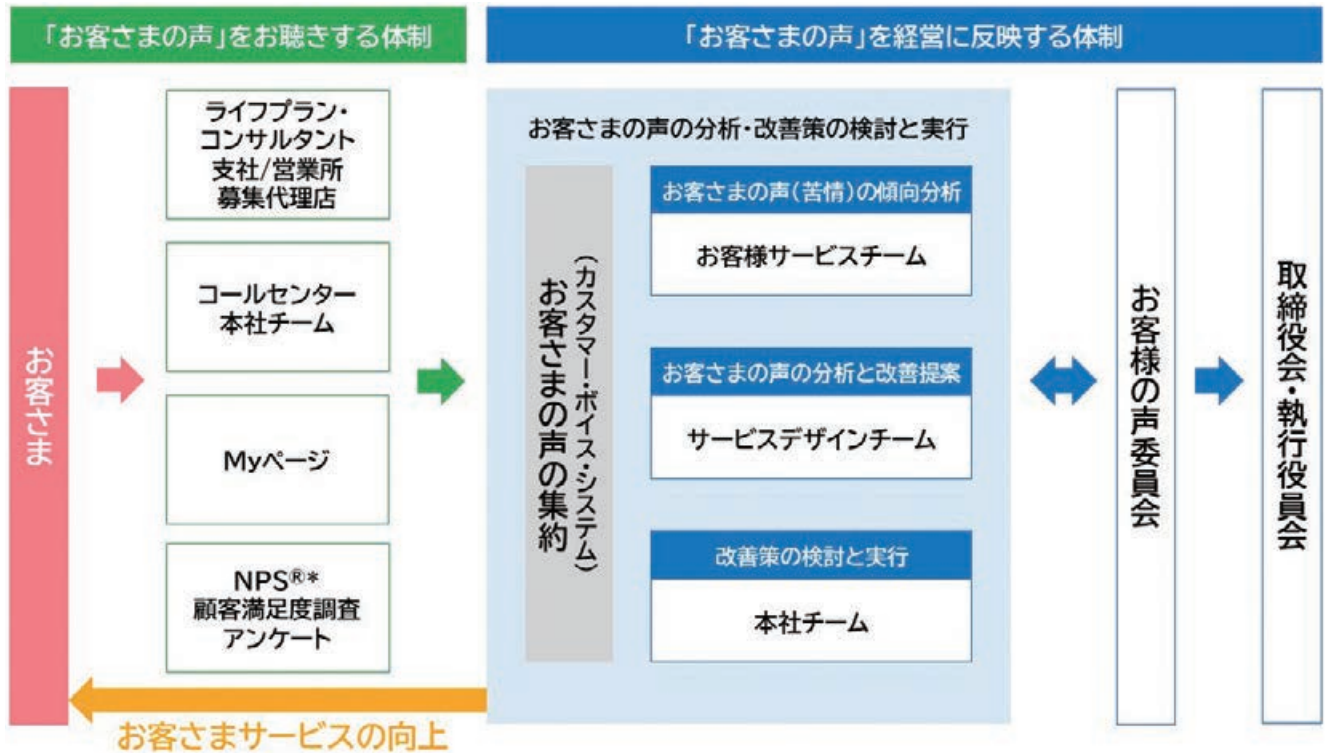 「お客さまの声」をお聴きする体制
「お客さまの声」を経営に反映する体制
お客さま
ライフプラン・
コンサルタント
支社/営業所
募集代理店
コールセンター
本社チーム
Myページ
NPS®*
顧客満足度調査
アンケート
お客さまの声の分析・改善策の検討と実行
お客さまの声の集約
(カスタマー・ボイス・システム)
お客さまの声(苦情)の傾向分析
お客様サービスチーム
お客さまの声の分析と改善提案
サービスデザインチーム
改善策の検討と実行
本社チーム
お客様の声委員会
取締役会・執行役員会
お客さまサービスの向上